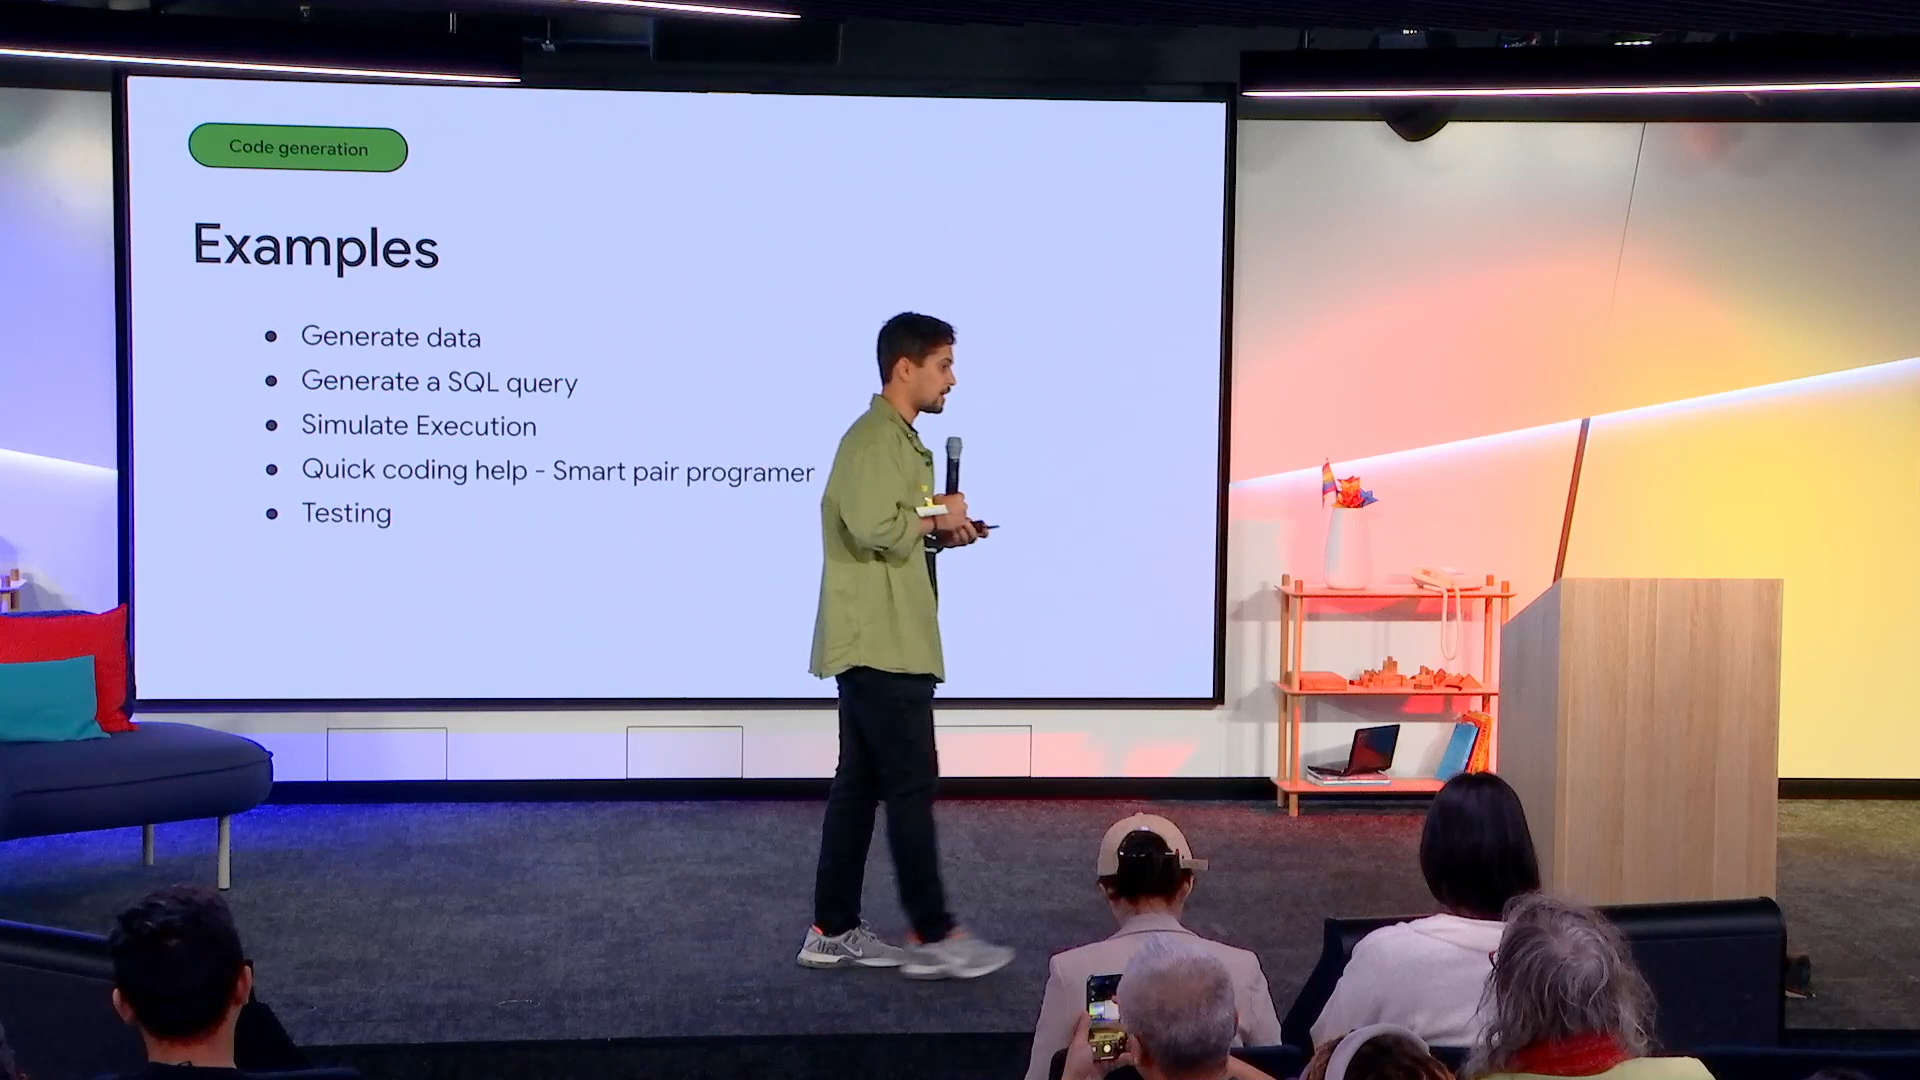 Code generation
Examples
Generate data
Generate a SQL query
Simulate Execution
Quick coding help - Smart pair programer
Testing